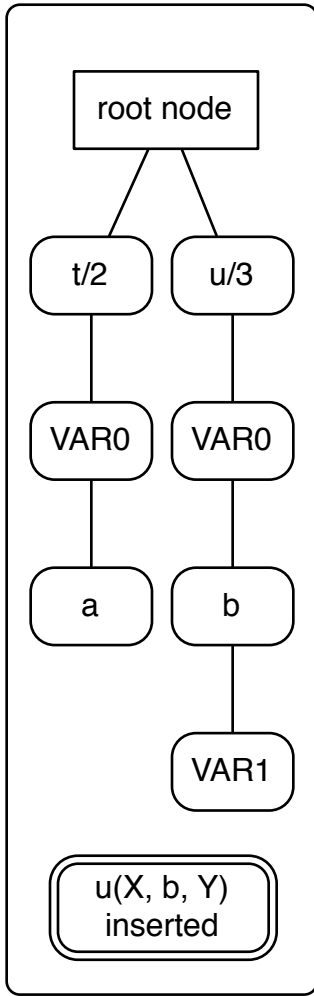 root node
t/2 u/3
VAR0 VAR0
a b
VAR1
u(X, b, Y)
inserted